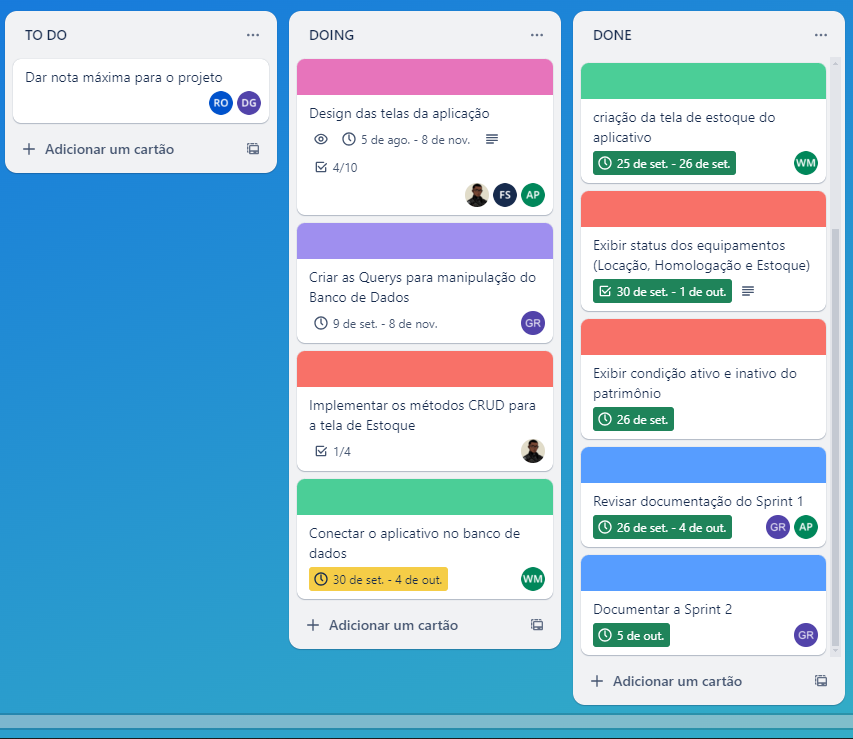 TO DO
Dar nota máxima para o projeto
RO DG
Adicionar um cartão
DOING
Design das telas da aplicação
5 de ago. - 8 de nov.
4/10
FS AP
Criar as Querys para manipulação do
Banco de Dados
9 de set. - 8 de nov.
GR
Implementar os métodos CRUD para
a tela de Estoque
1/4
Conectar o aplicativo no banco de
dados
30 de set. - 4 de out.
WM
Adicionar um cartão
DONE
criação da tela de estoque do
aplicativo
25 de set. - 26 de set.
WM
Exibir status dos equipamentos
(Locação, Homologação e Estoque)
30 de set. - 1 de out.
Exibir condição ativo e inativo do
patrimônio
26 de set.
Revisar documentação do Sprint 1
26 de set. - 4 de out.
GR AP
Documentar a Sprint 2
5 de out.
GR
Adicionar um cartão